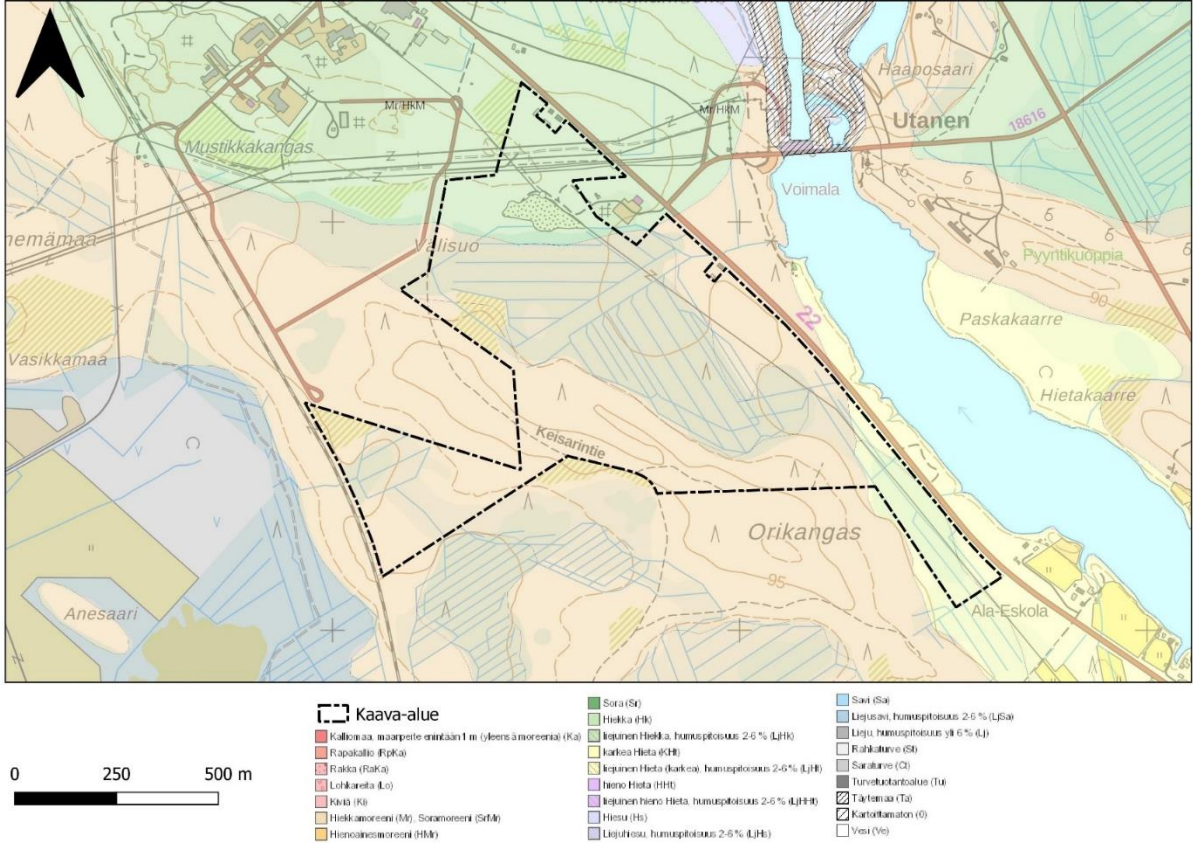 Haaposaari
Utanen
18616
Mr/HkM
Mr/HkM
Mustikkakangas
Voimala
Välisuo
nemämaa
Pyyntikuoppia
90
22
Paskakaarre
Vasikkamaa
Hietakaarre
Keisarintie
Orikangas
95
Anesaari
Ala-Eskola
Kaava-alue
Kalliomaa, maanpeite enintään 1 m (yleensä moreenia) (Ka)
Rapakallio (RpKa)
Rakka (RaKa)
Lohkareita (Lo)
Kiviä (Ki)
Hiekkamoreeni (Mr), Soramoreeni (SrMr)
Hienoainesmoreeni (HMr)
Sora (Sr)
Hiekka (Hk)
liejuinen Hiekka, humuspitoisuus 2-6 % (LjHk)
karkea Hieta (KHt)
liejuinen Hieta (karkea), humuspitoisuus 2-6 % (LjHt)
hieno Hieta (HHt)
liejuinen hieno Hieta, humuspitoisuus 2-6 % (LjHHt)
Hiesu (Hs)
Liejuhiesu, humuspitoisuus 2-6 % (LjHs)
Savi (Sa)
Liejusavi, humuspitoisuus 2-6 % (LjSa)
Lieju, humuspitoisuus yli 6 % (Lj)
Rahkaturve (St)
Saraturve (Ct)
Turvetuotantoalue (Tu)
Täytemaa (Ta)
Kartoittamaton (0)
Vesi (Ve)
0 250 500 m